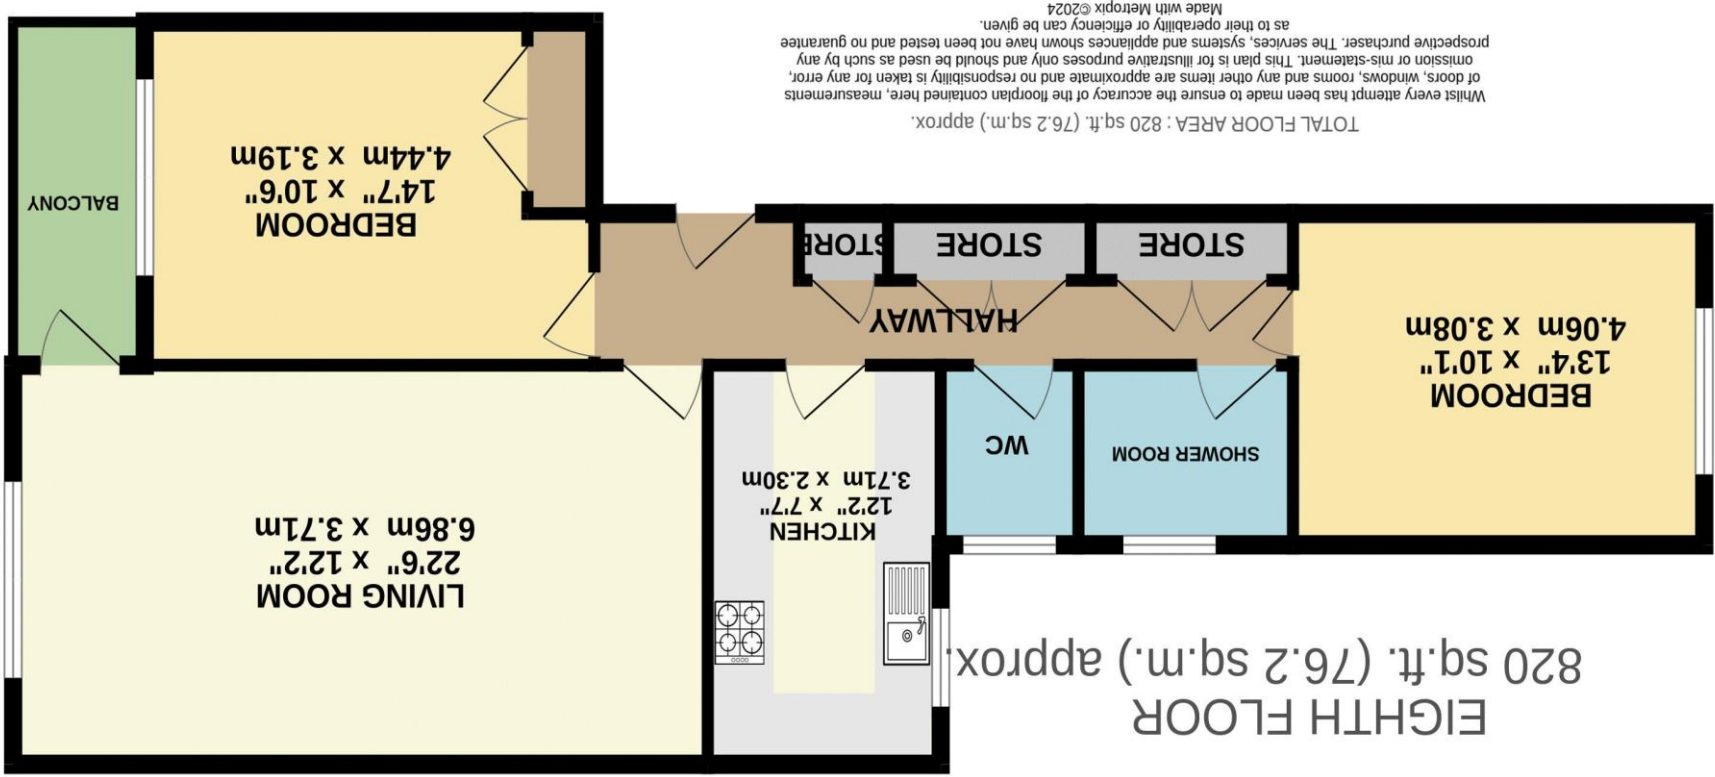 EIGHTH FLOOR
820 sq.ft. (76.2 sq.m.) approx.
LIVING ROOM
22'6" x 12'2"
6.86m x 3.71m
KITCHEN
12'2" x 7'7"
3.71m x 2.30m
WC
SHOWER ROOM
BEDROOM
13'4" x 10'1"
4.06m x 3.08m
HALLWAY
STORE
STORE
STORE
BEDROOM
14'7" x 10'6"
4.44m x 3.19m
BALCONY
TOTAL FLOOR AREA : 820 sq.ft. (76.2 sq.m.) approx.
Whilst every attempt has been made to ensure the accuracy of the floorplan contained here, measurements
of doors, windows, rooms and any other items are approximate and no responsibility is taken for any error,
omission or mis-statement. This plan is for illustrative purposes only and should be used as such by any
prospective purchaser. The services, systems and appliances shown have not been tested and no guarantee
as to their operability or efficiency can be given.
Made with Metropix ©2024